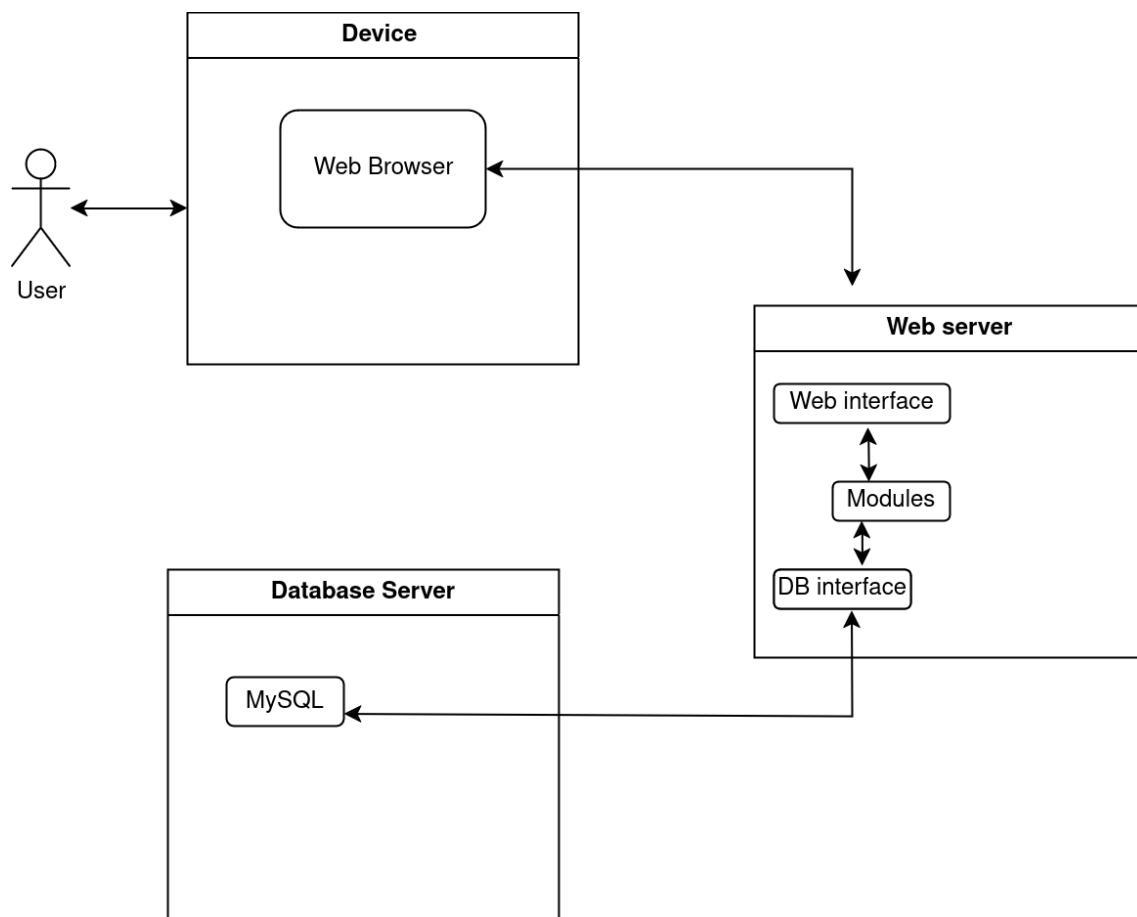 Device
Web Browser
User
Web server
Web interface
Modules
DB interface
Database Server
MySQL